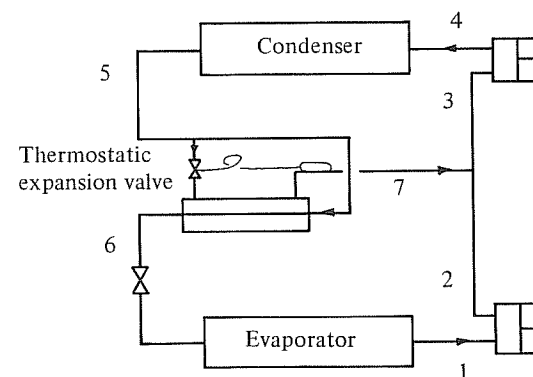 4
Condenser
5
3
Thermostatic
expansion valve
7
6
2
Evaporator
1